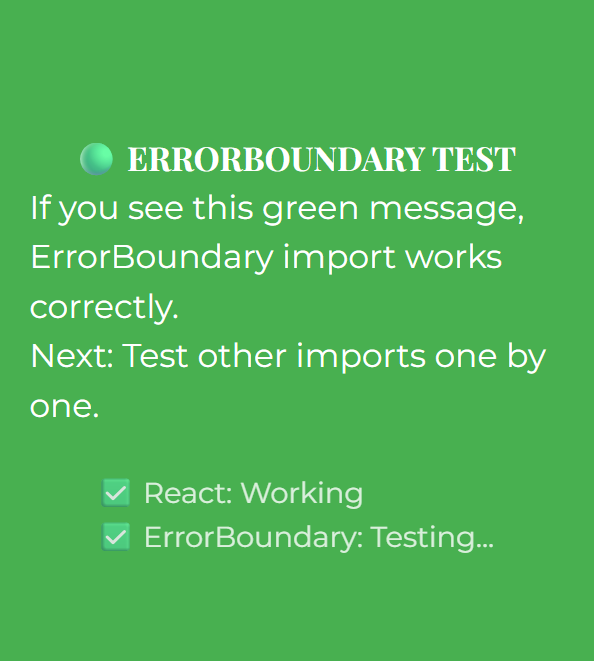 🟢 ERRORBOUNDARY TEST
If you see this green message,
ErrorBoundary import works
correctly.
Next: Test other imports one by
one.
✅ React: Working
✅ ErrorBoundary: Testing...